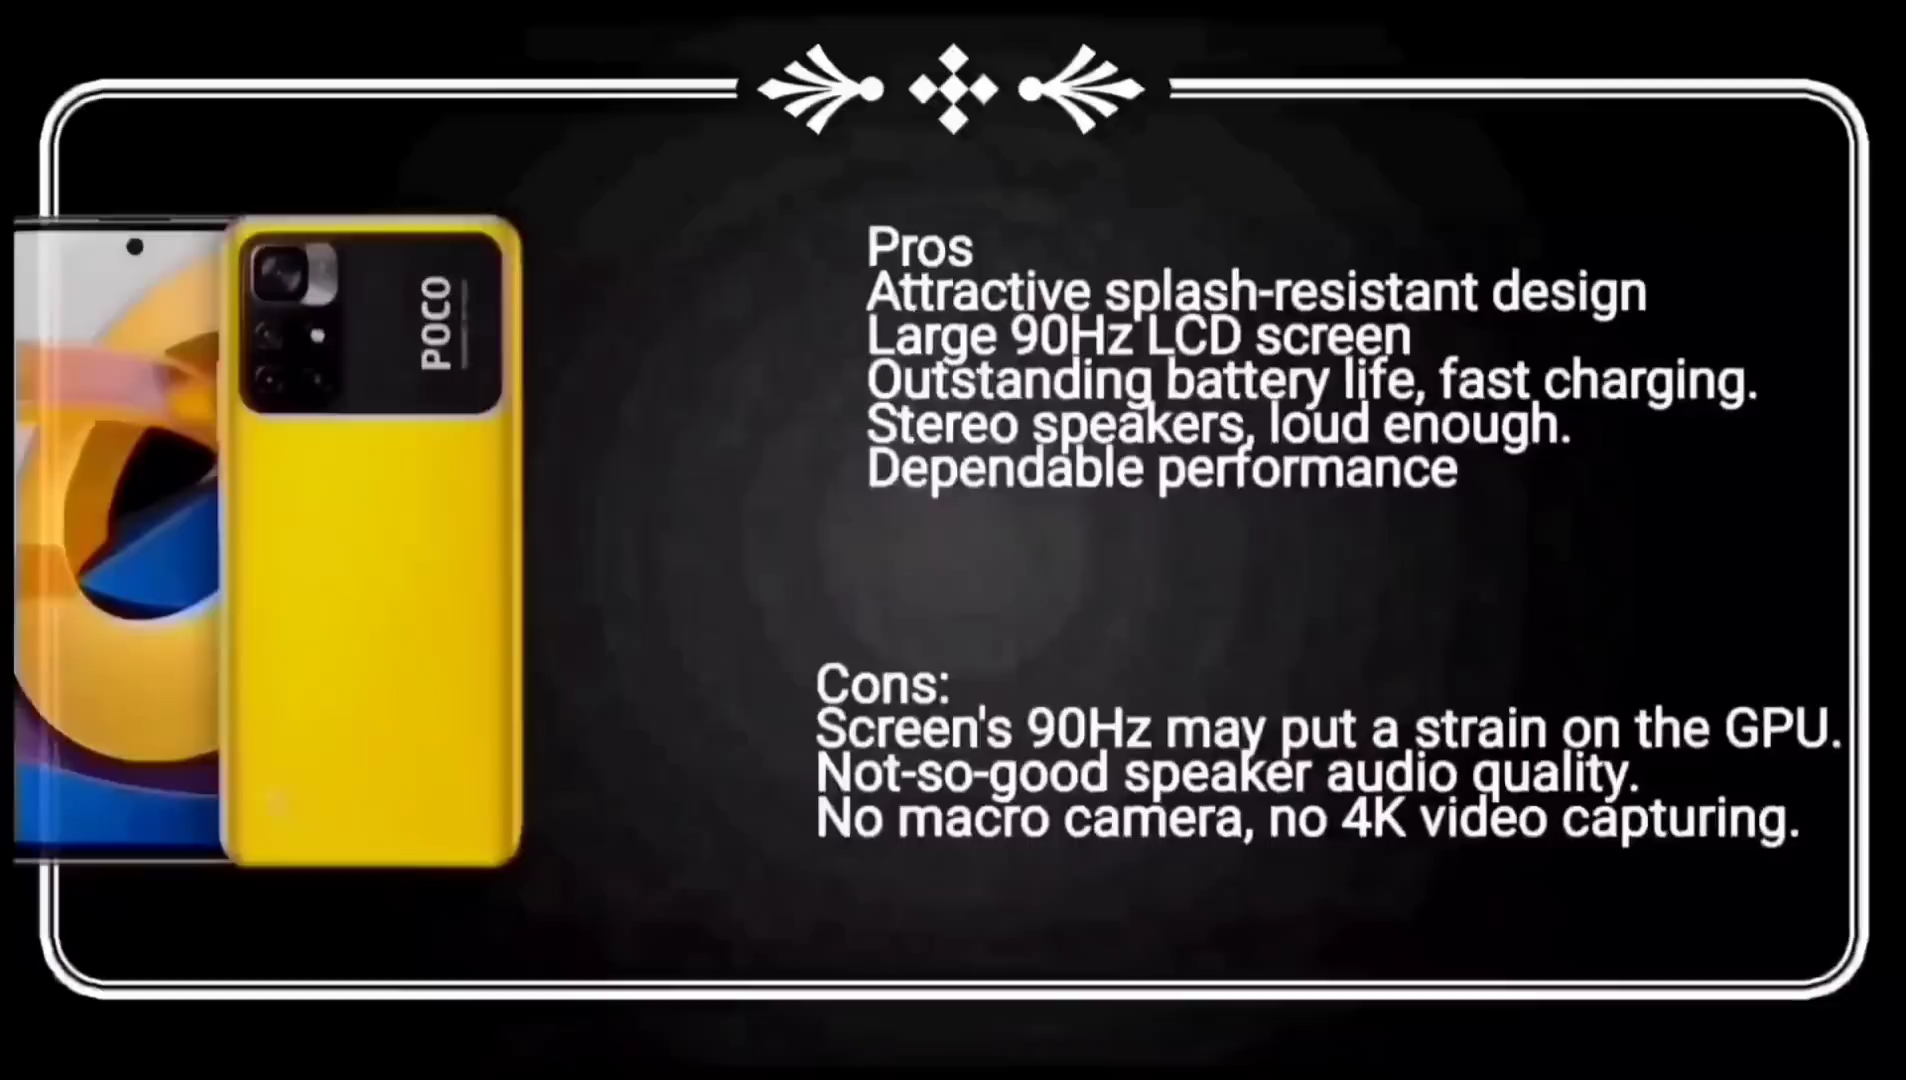 POCO
Pros
Attractive splash-resistant design
Large 90Hz LCD screen
Outstanding battery life, fast charging.
Stereo speakers, loud enough.
Dependable performance
Cons:
Screen's 90Hz may put a strain on the GPU.
Not-so-good speaker audio quality.
No macro camera, no 4K video capturing.